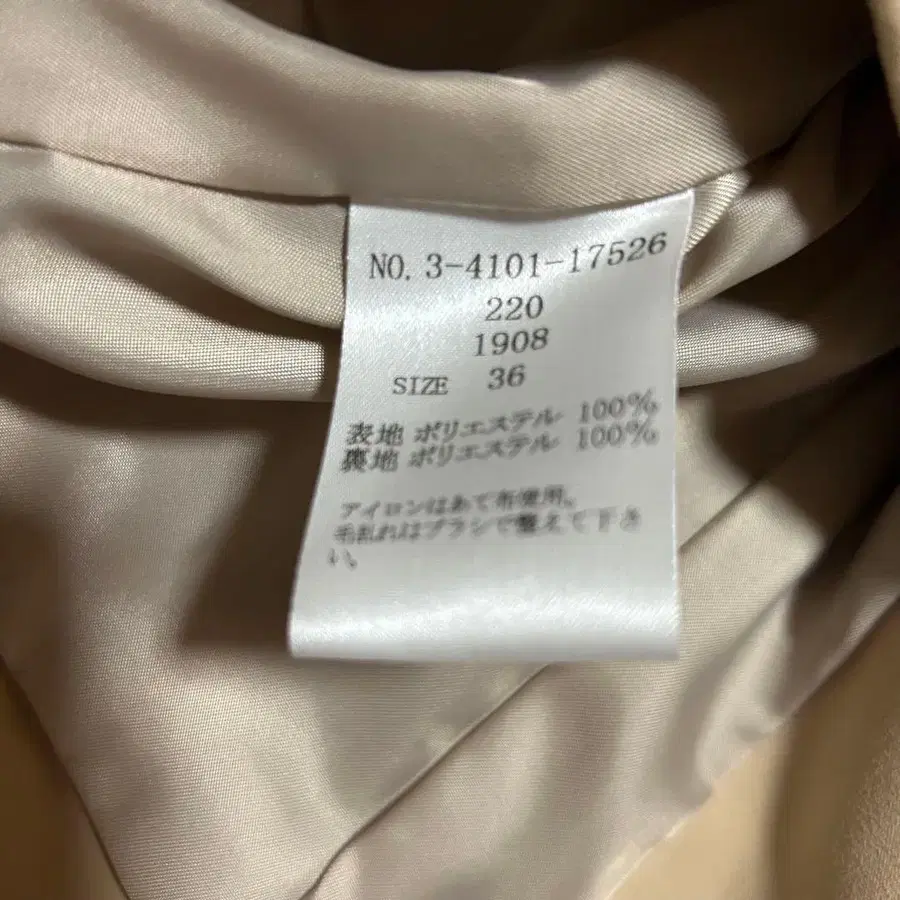 NO. 3-4101-17526
220
1908
SIZE 36
表地 ポリエステル 100%
裏地 ポリエステル 100%
アイロンはあて布使用。
毛乱れはブラシで整えて下さ
い。